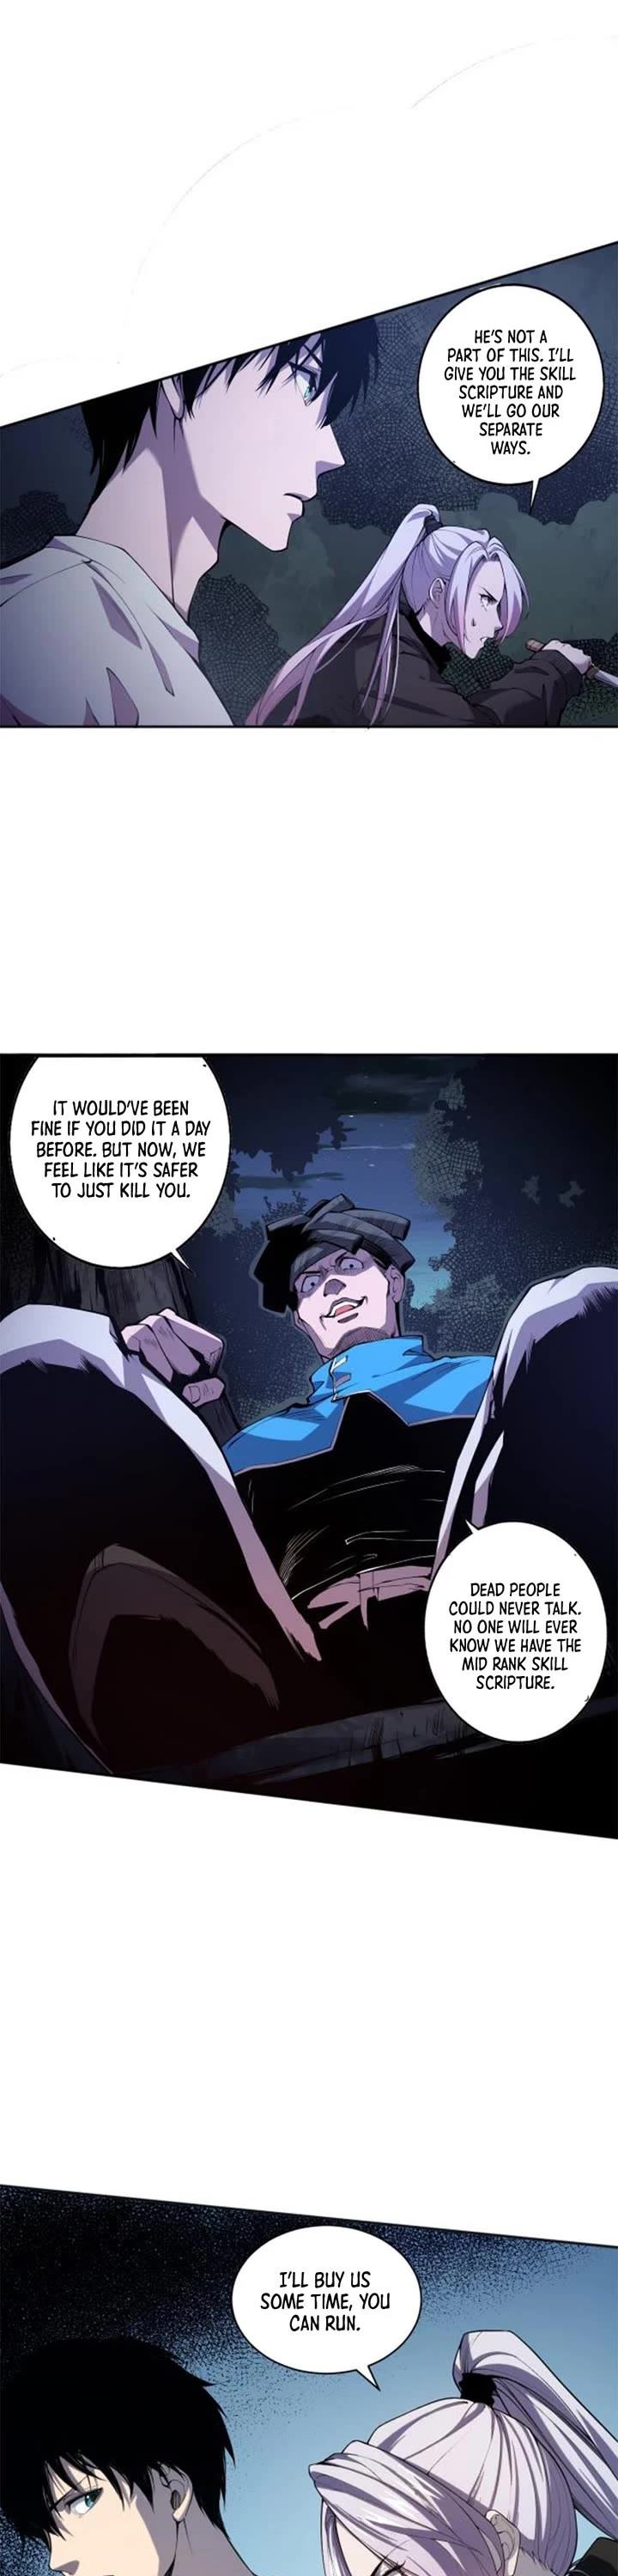 HE'S NOT A
PART OF THIS. I'LL
GIVE YOU THE SKILL
SCRIPTURE AND
WE'LL GO OUR
SEPARATE
WAYS.
IT WOULD'VE BEEN
FINE IF YOU DID IT A DAY
BEFORE. BUT NOW, WE
FEEL LIKE IT'S SAFER
TO JUST KILL YOU.
DEAD PEOPLE
COULD NEVER TALK.
NO ONE WILL EVER
KNOW WE HAVE THE
MID RANK SKILL
SCRIPTURE.
I'LL BUY US
SOME TIME, YOU
CAN RUN.